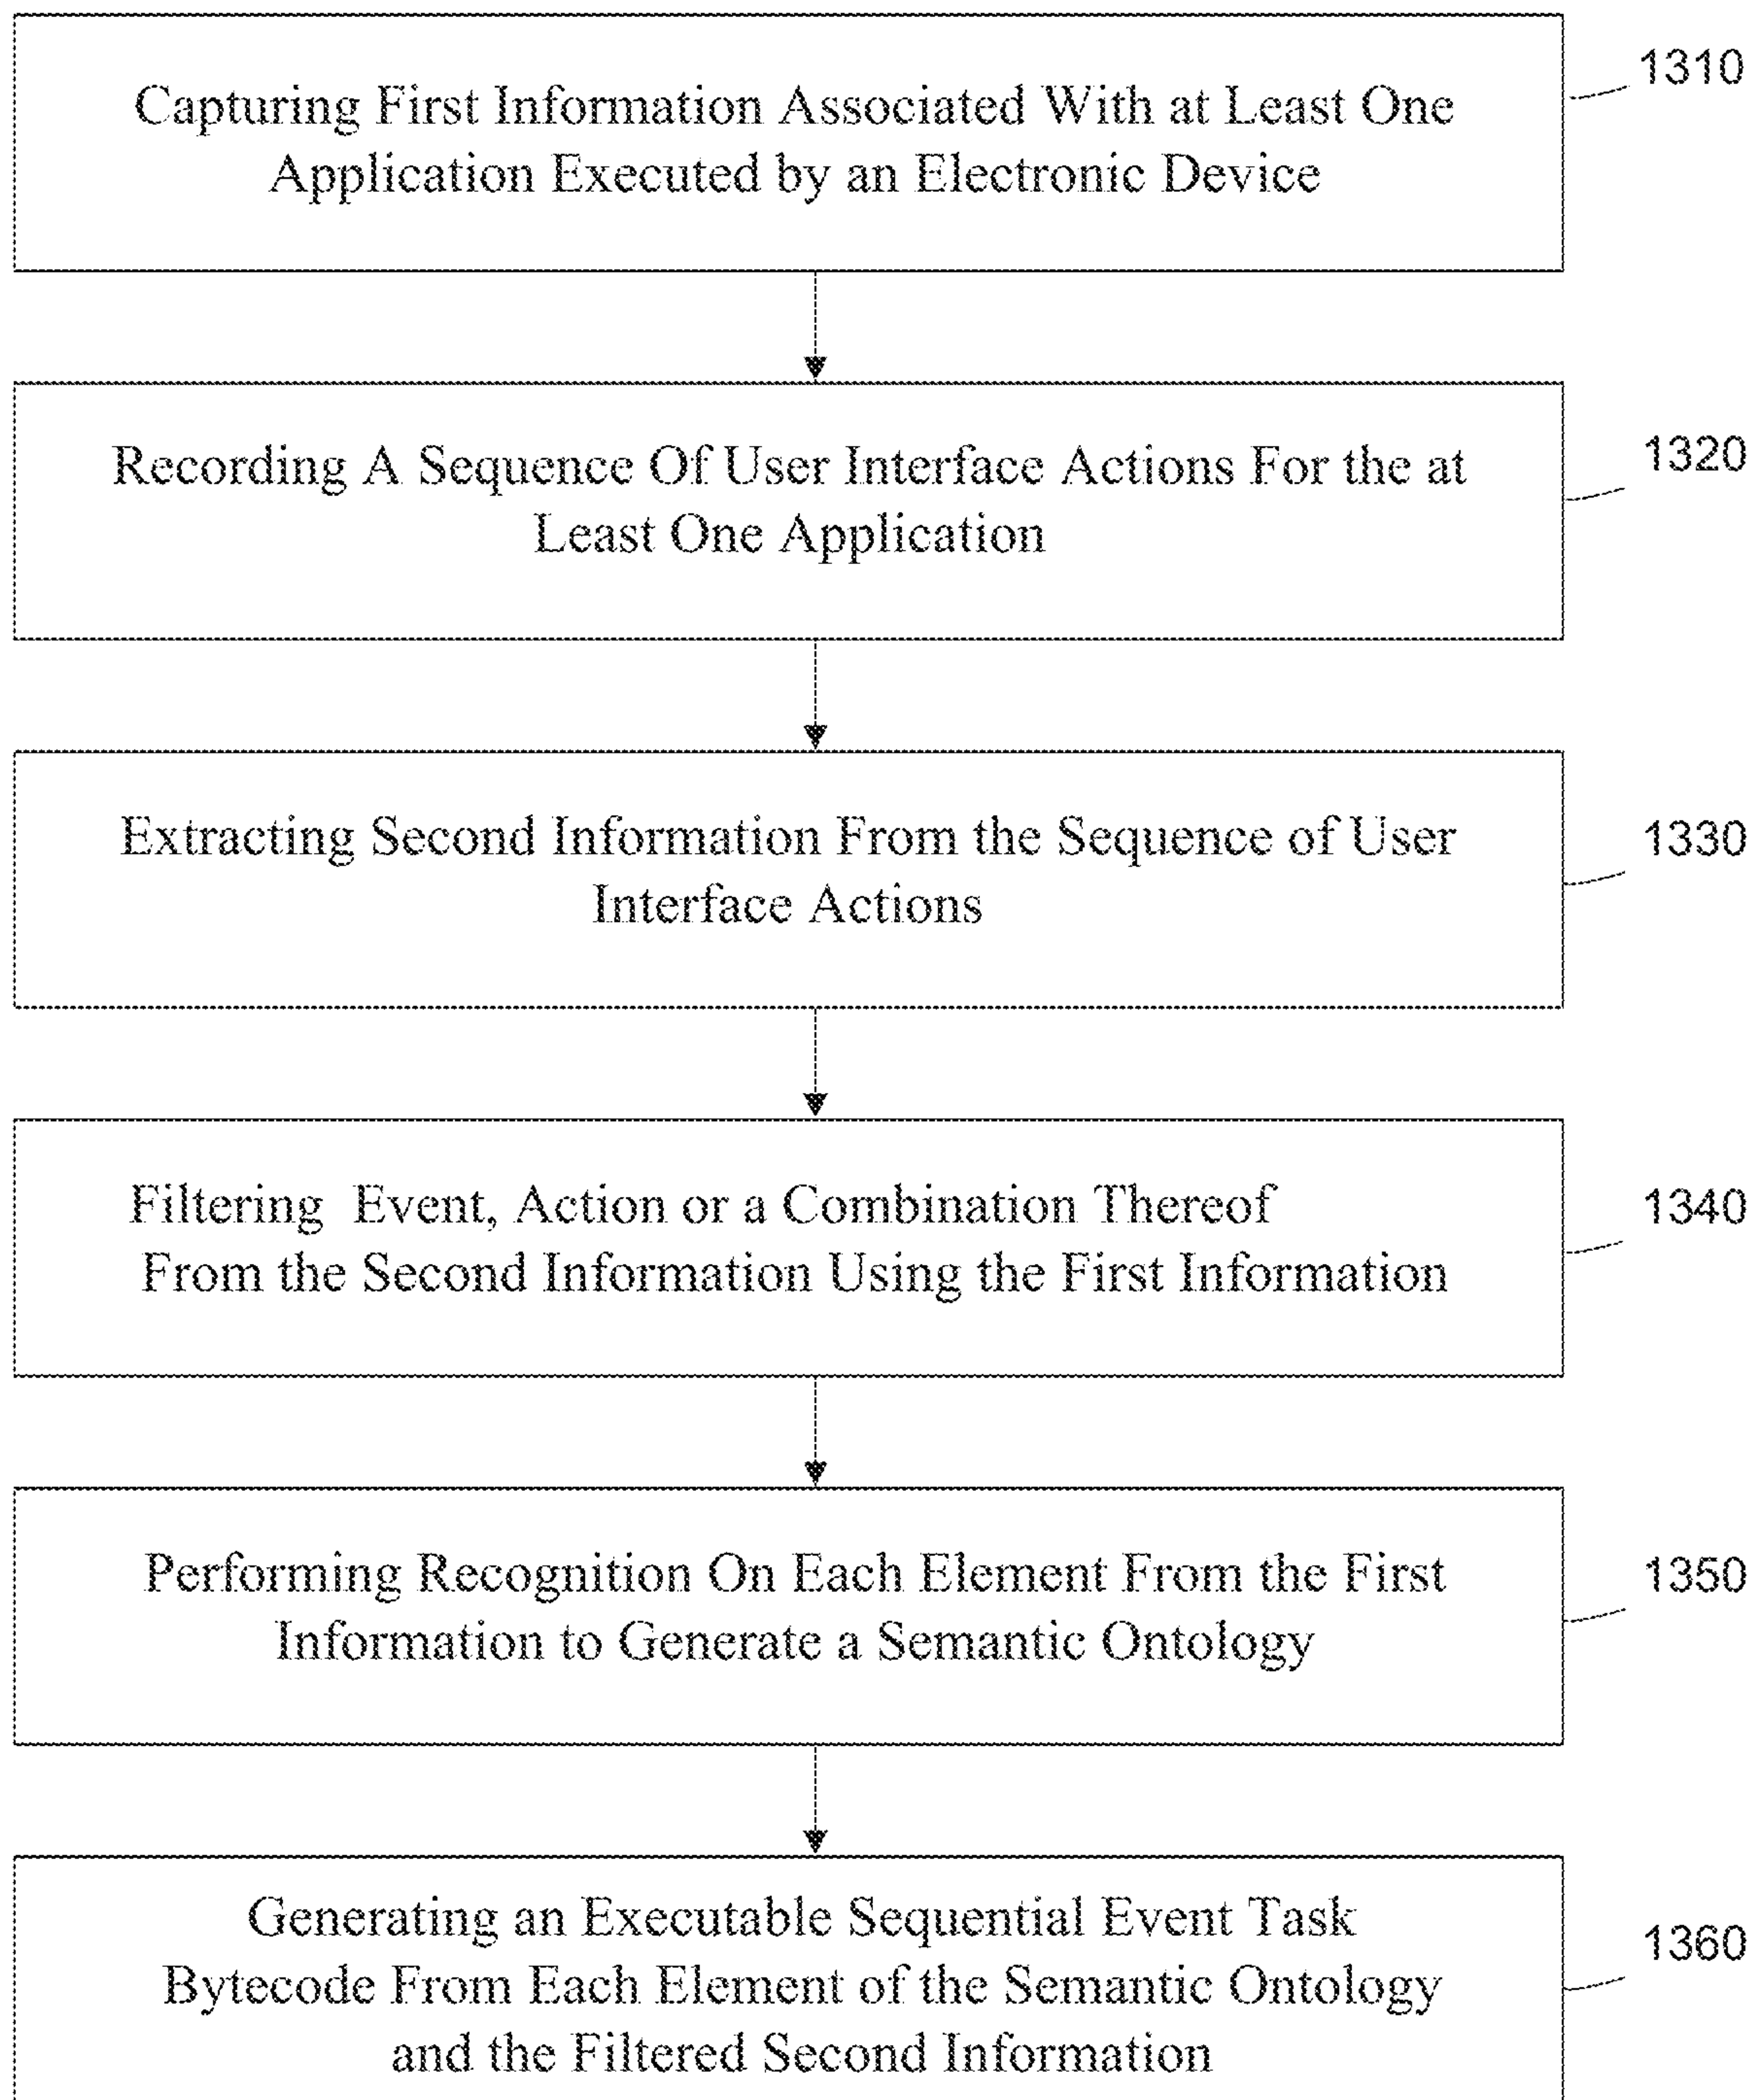 Capturing First Information Associated With at Least One
Application Executed by an Electronic Device
1310
Recording A Sequence Of User Interface Actions For the at
Least One Application
1320
Extracting Second Information From the Sequence of User
Interface Actions
1330
Filtering  Event, Action or a Combination Thereof
From the Second Information Using the First Information
1340
Performing Recognition On Each Element From the First
Information to Generate a Semantic Ontology
1350
Generating an Executable Sequential Event Task
Bytecode From Each Element of the Semantic Ontology
and the Filtered Second Information
1360